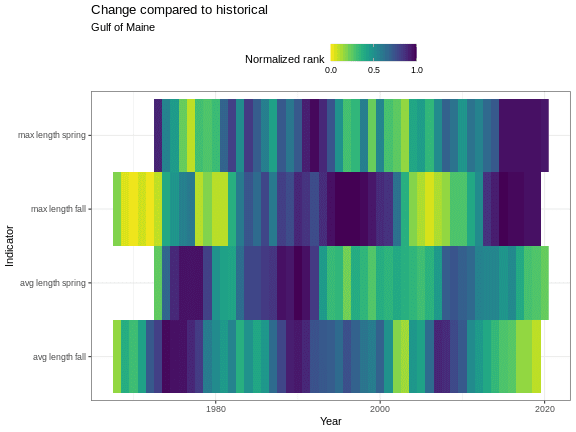 Change compared to historical
Gulf of Maine
Normalized rank
0.0 0.5 1.0
Indicator
max length spring
max length fall
avg length spring
avg length fall
1980 2000 2020
Year